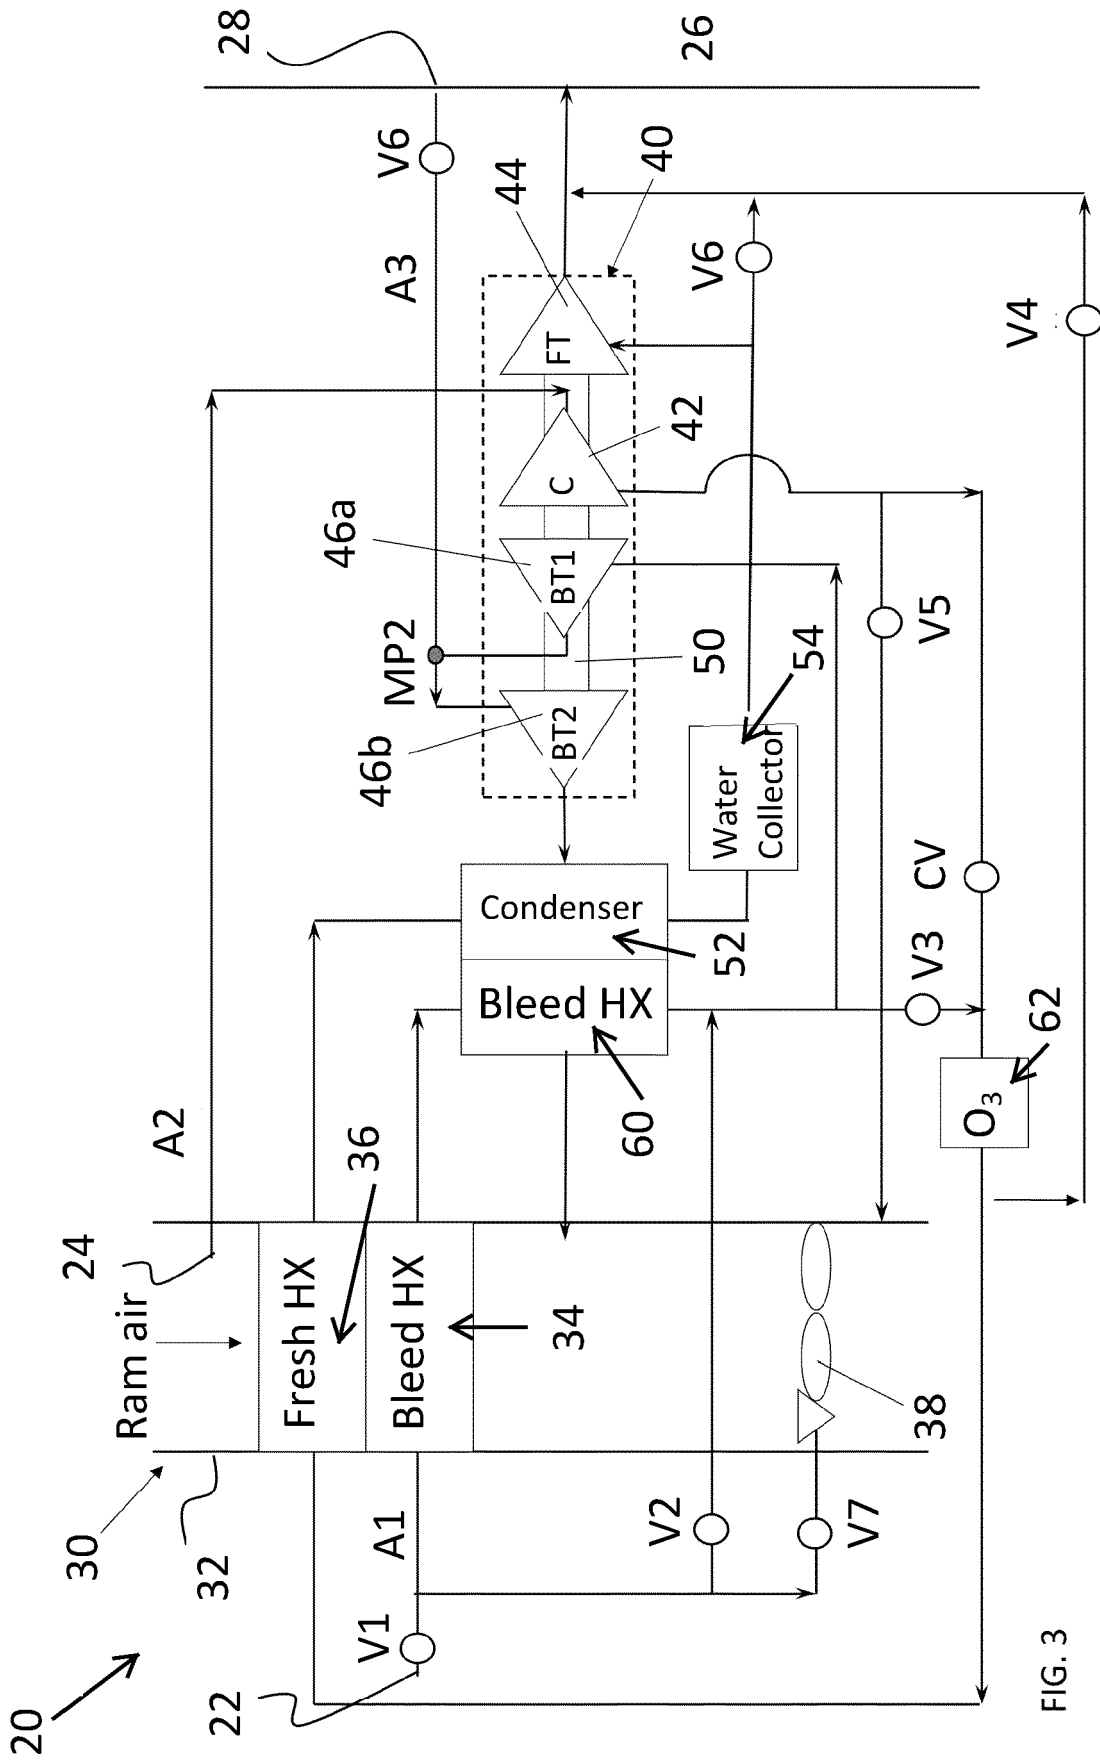 20
30
24
Ram air
A2
32
22
28
Fresh HX
36
46a
V1
A1
Bleed HX
46b
MP2
A3
V6
44
34
Bleed HX
Condenser
BT2
BT1
C
FT
60
40
V2
42
26
50
V6
52
Water
Collector
54
V7
38
V3
CV
V5
O₃
V4
62
FIG. 3